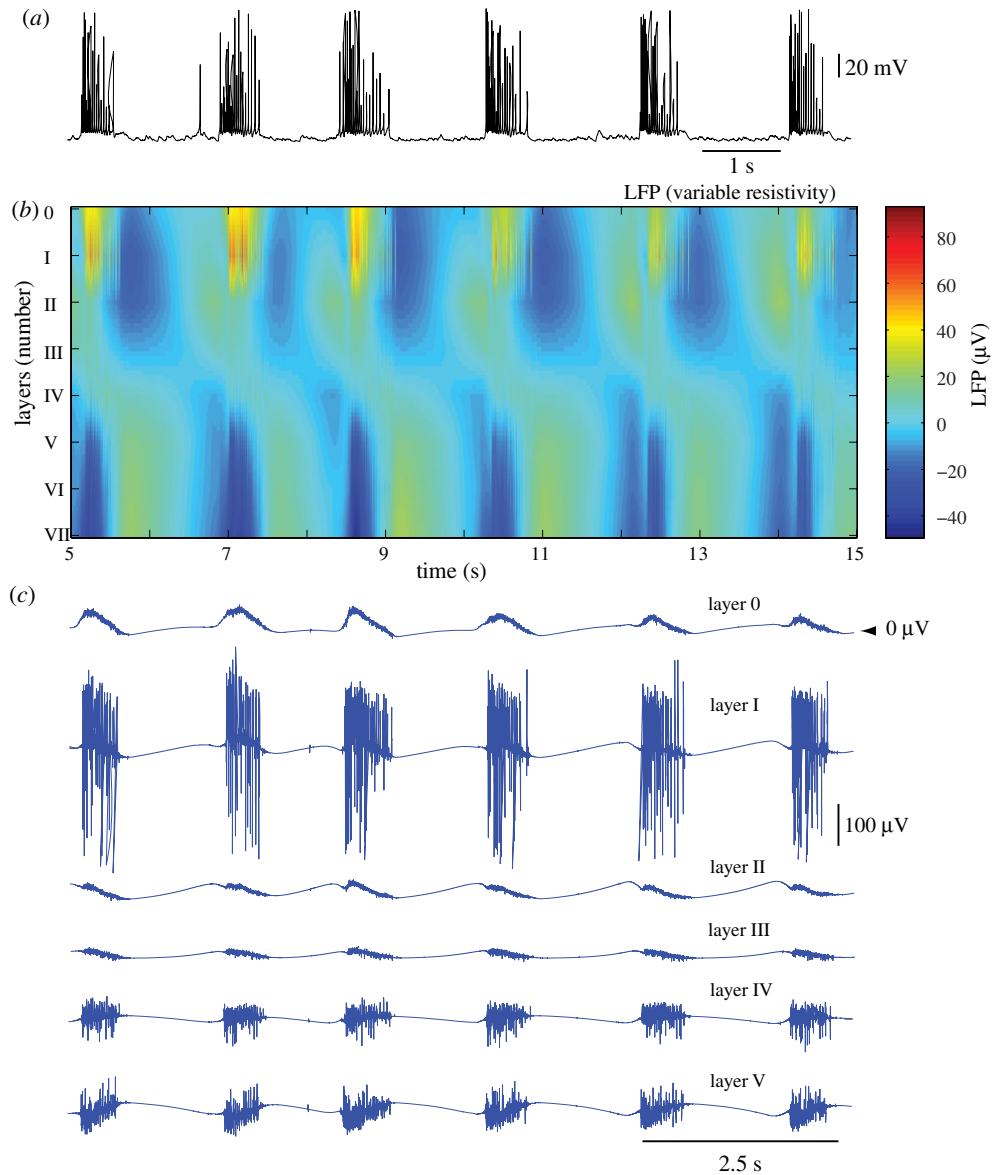 (a)
20 mV
1 s
LFP (variable resistivity)
(b)
0
I
II
III
IV
V
VI
VII
layers (number)
5
7
9
11
13
15
time (s)
80
60
40
20
0
−20
−40
LFP (µV)
(c)
layer 0
0 µV
layer I
100 µV
layer II
layer III
layer IV
layer V
2.5 s